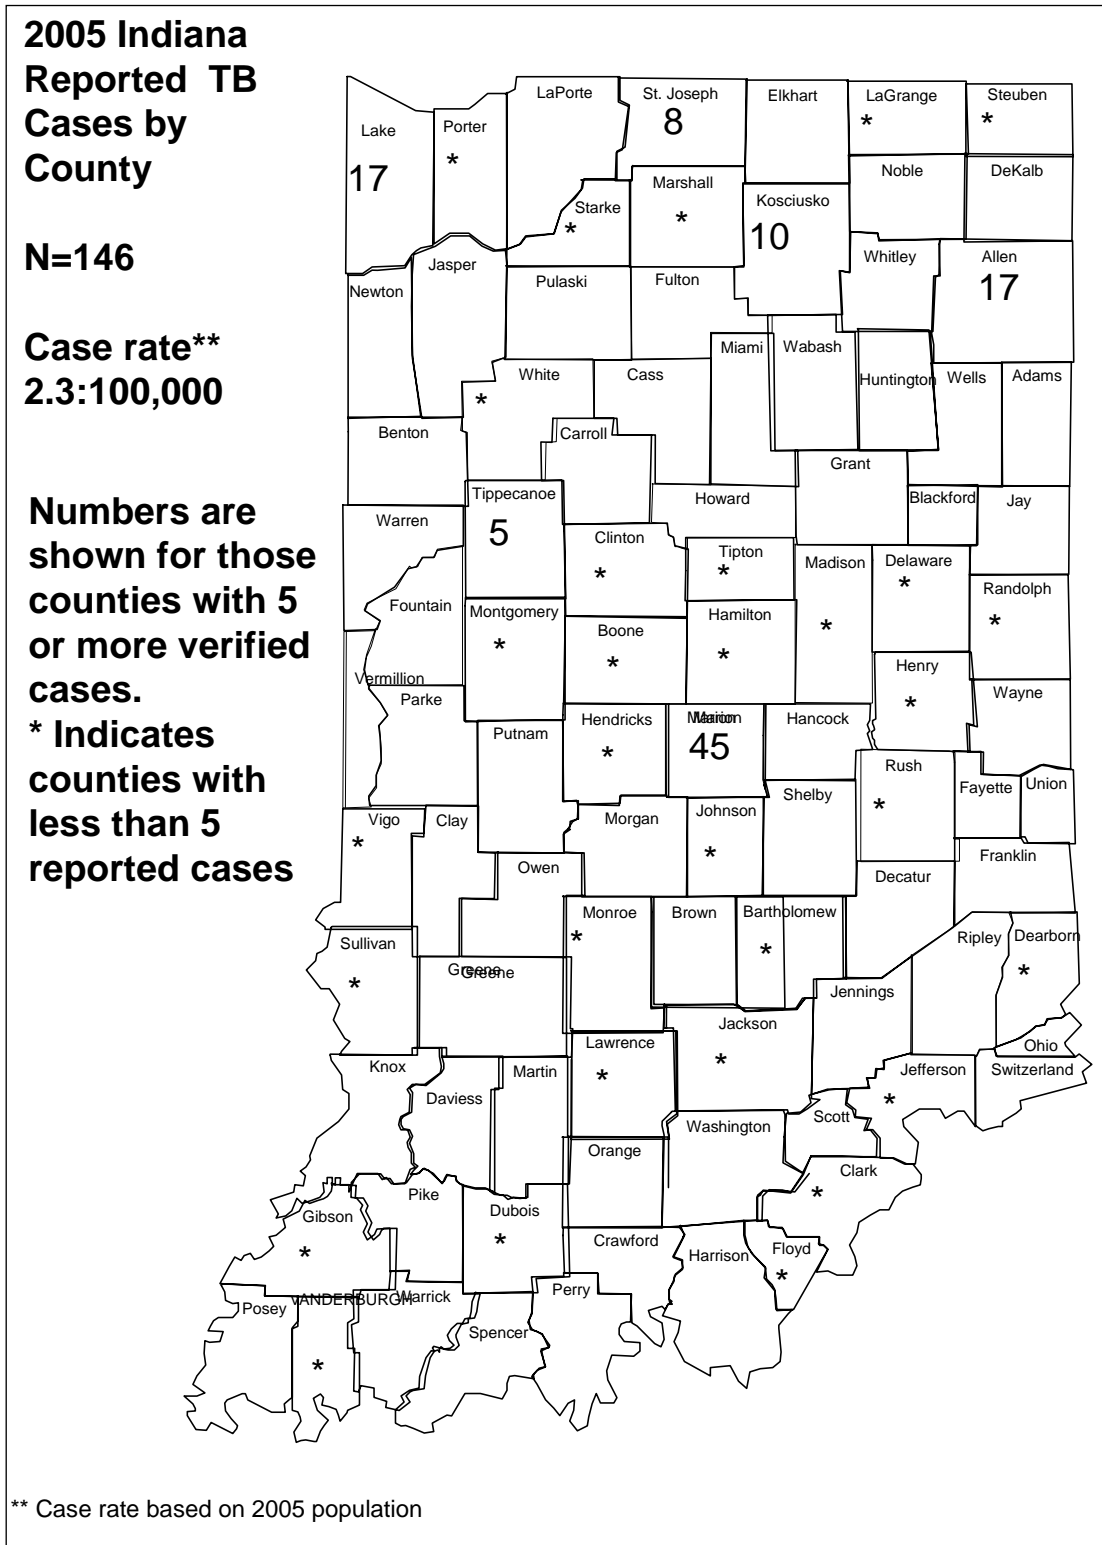 2005 Indiana
Reported TB
Cases by
County
N=146
Case rate**
2.3:100,000
Numbers are
shown for those
counties with 5
or more verified
cases.
* Indicates
counties with
less than 5
reported cases
LaPorte
St. Joseph
8
Elkhart
LaGrange
*
Steuben
*
Lake
17
Porter
*
Noble
DeKalb
Starke
*
Marshall
*
Kosciusko
10
Whitley
Allen
17
Newton
Jasper
Pulaski
Fulton
Miami
Wabash
Huntington
Wells
Adams
White
*
Cass
Benton
Carroll
Grant
Tippecanoe
5
Howard
Blackford
Jay
Warren
Clinton
*
Tipton
*
Madison
*
Delaware
*
Randolph
*
Fountain
Montgomery
*
Boone
*
Hamilton
*
Vermillion
Parke
Henry
*
Wayne
Putnam
Hendricks
*
Marion
45
Hancock
Rush
*
Fayette
Union
Vigo
*
Clay
Morgan
Johnson
*
Shelby
Owen
Decatur
Franklin
Sullivan
*
Monroe
*
Brown
Bartholomew
*
Ripley
Dearborn
*
Greene
Greene
Jennings
Jackson
*
Lawrence
*
Ohio
Knox
Daviess
Martin
Jefferson
*
Switzerland
Scott
Washington
Orange
Clark
*
Gibson
*
Pike
Dubois
*
Crawford
Harrison
Floyd
*
Posey
VANDERBURGH
*
Warrick
Perry
Spencer
** Case rate based on 2005 population